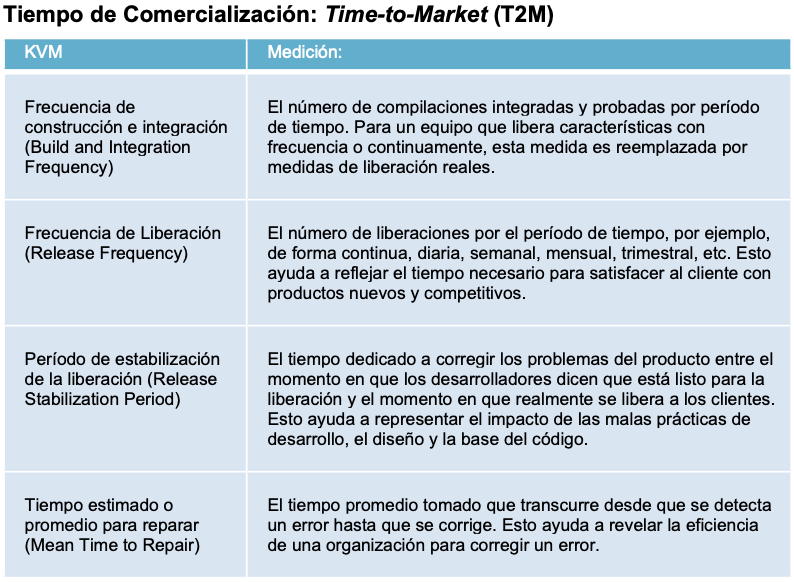 Tiempo de Comercialización: Time-to-Market (T2M)
KVM
Medición:
Frecuencia de
construcción e integración
(Build and Integration
Frequency)
El número de compilaciones integradas y probadas por período
de tiempo. Para un equipo que libera características con
frecuencia o continuamente, esta medida es reemplazada por
medidas de liberación reales.
Frecuencia de Liberación
(Release Frequency)
El número de liberaciones por el período de tiempo, por ejemplo,
de forma continua, diaria, semanal, mensual, trimestral, etc. Esto
ayuda a reflejar el tiempo necesario para satisfacer al cliente con
productos nuevos y competitivos.
Período de estabilización
de la liberación (Release
Stabilization Period)
El tiempo dedicado a corregir los problemas del producto entre el
momento en que los desarrolladores dicen que está listo para la
liberación y el momento en que realmente se libera a los clientes.
Esto ayuda a representar el impacto de las malas prácticas de
desarrollo, el diseño y la base del código.
Tiempo estimado o
promedio para reparar
(Mean Time to Repair)
El tiempo promedio tomado que transcurre desde que se detecta
un error hasta que se corrige. Esto ayuda a revelar la eficiencia
de una organización para corregir un error.